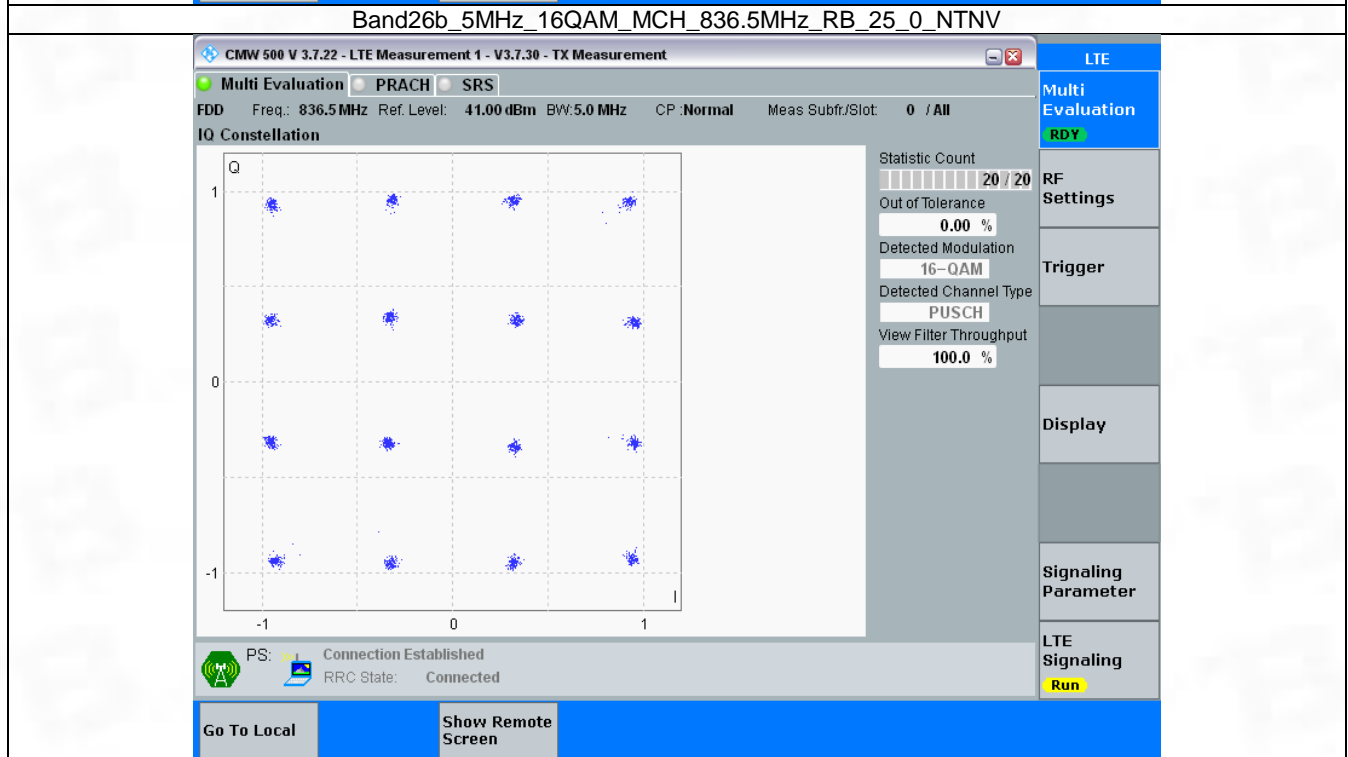 Band26b_5MHz_16QAM_MCH_836.5MHz_RB_25_0_NTNV
CMW 500 V 3.7.22 - LTE Measurement 1 - V3.7.30 - TX Measurement
LTE
Multi Evaluation PRACH SRS
FDD Freq.: 836.5 MHz Ref. Level: 41.00 dBm BW: 5.0 MHz CP :Normal Meas Subfr./Slot: 0 / All
IQ Constellation
Q
1
0
-1
-1 0 1
I
Statistic Count
20 / 20
Out of Tolerance
0.00 %
Detected Modulation
16-QAM
Detected Channel Type
PUSCH
View Filter Throughput
100.0 %
Multi
Evaluation
RDY
RF
Settings
Trigger
Display
Signaling
Parameter
LTE
Signaling
Run
PS: Connection Established
RRC State: Connected
Go To Local
Show Remote
Screen